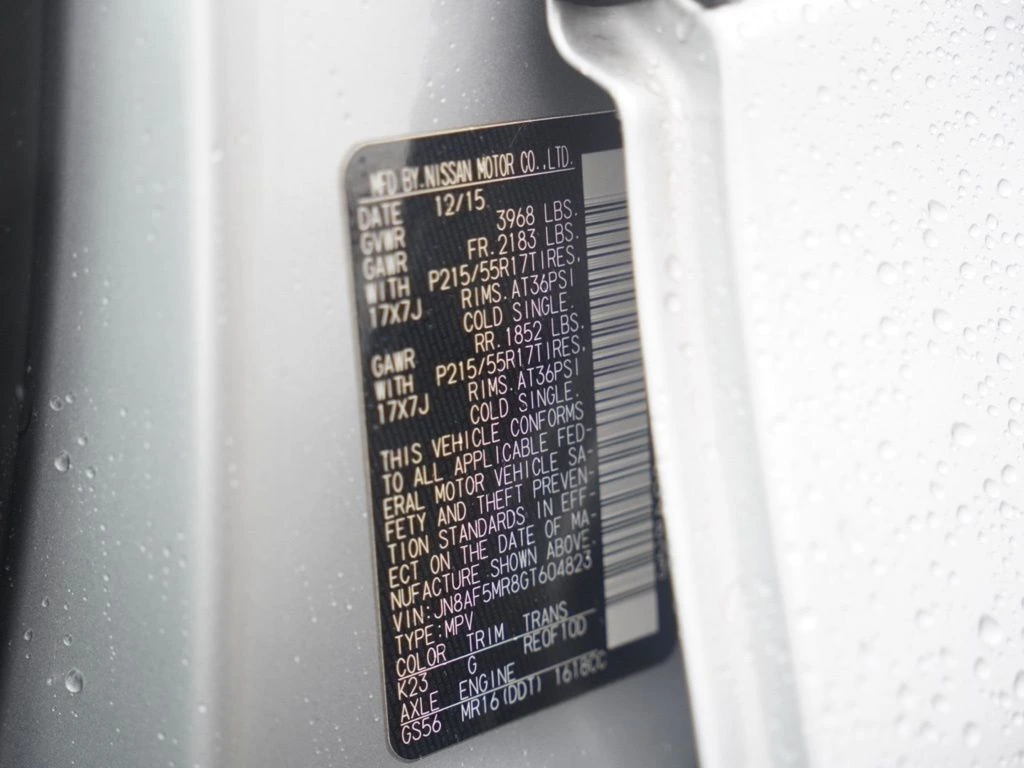 MFD BY.NISSAN MOTOR CO.,LTD.
DATE 12/15
GVWR 3968 LBS.
GAWR FR.2183 LBS.
WITH P215/55R17TIRES,
17X7J RIMS.AT36PSI
COLD SINGLE.
GAWR RR.1852 LBS.
WITH P215/55R17TIRES,
17X7J RIMS.AT36PSI
COLD SINGLE.
THIS VEHICLE CONFORMS
TO ALL APPLICABLE FED-
ERAL MOTOR VEHICLE SA-
FETY AND THEFT PREVEN-
TION STANDARDS IN EFF-
ECT ON THE DATE OF MA-
NUFACTURE SHOWN ABOVE.
VIN:JN8AF5MR8GT604823
TYPE:MPV
COLOR TRIM TRANS
K23 G RE0F10D
AXLE ENGINE
GS56 MR16(DDT) 1618CC